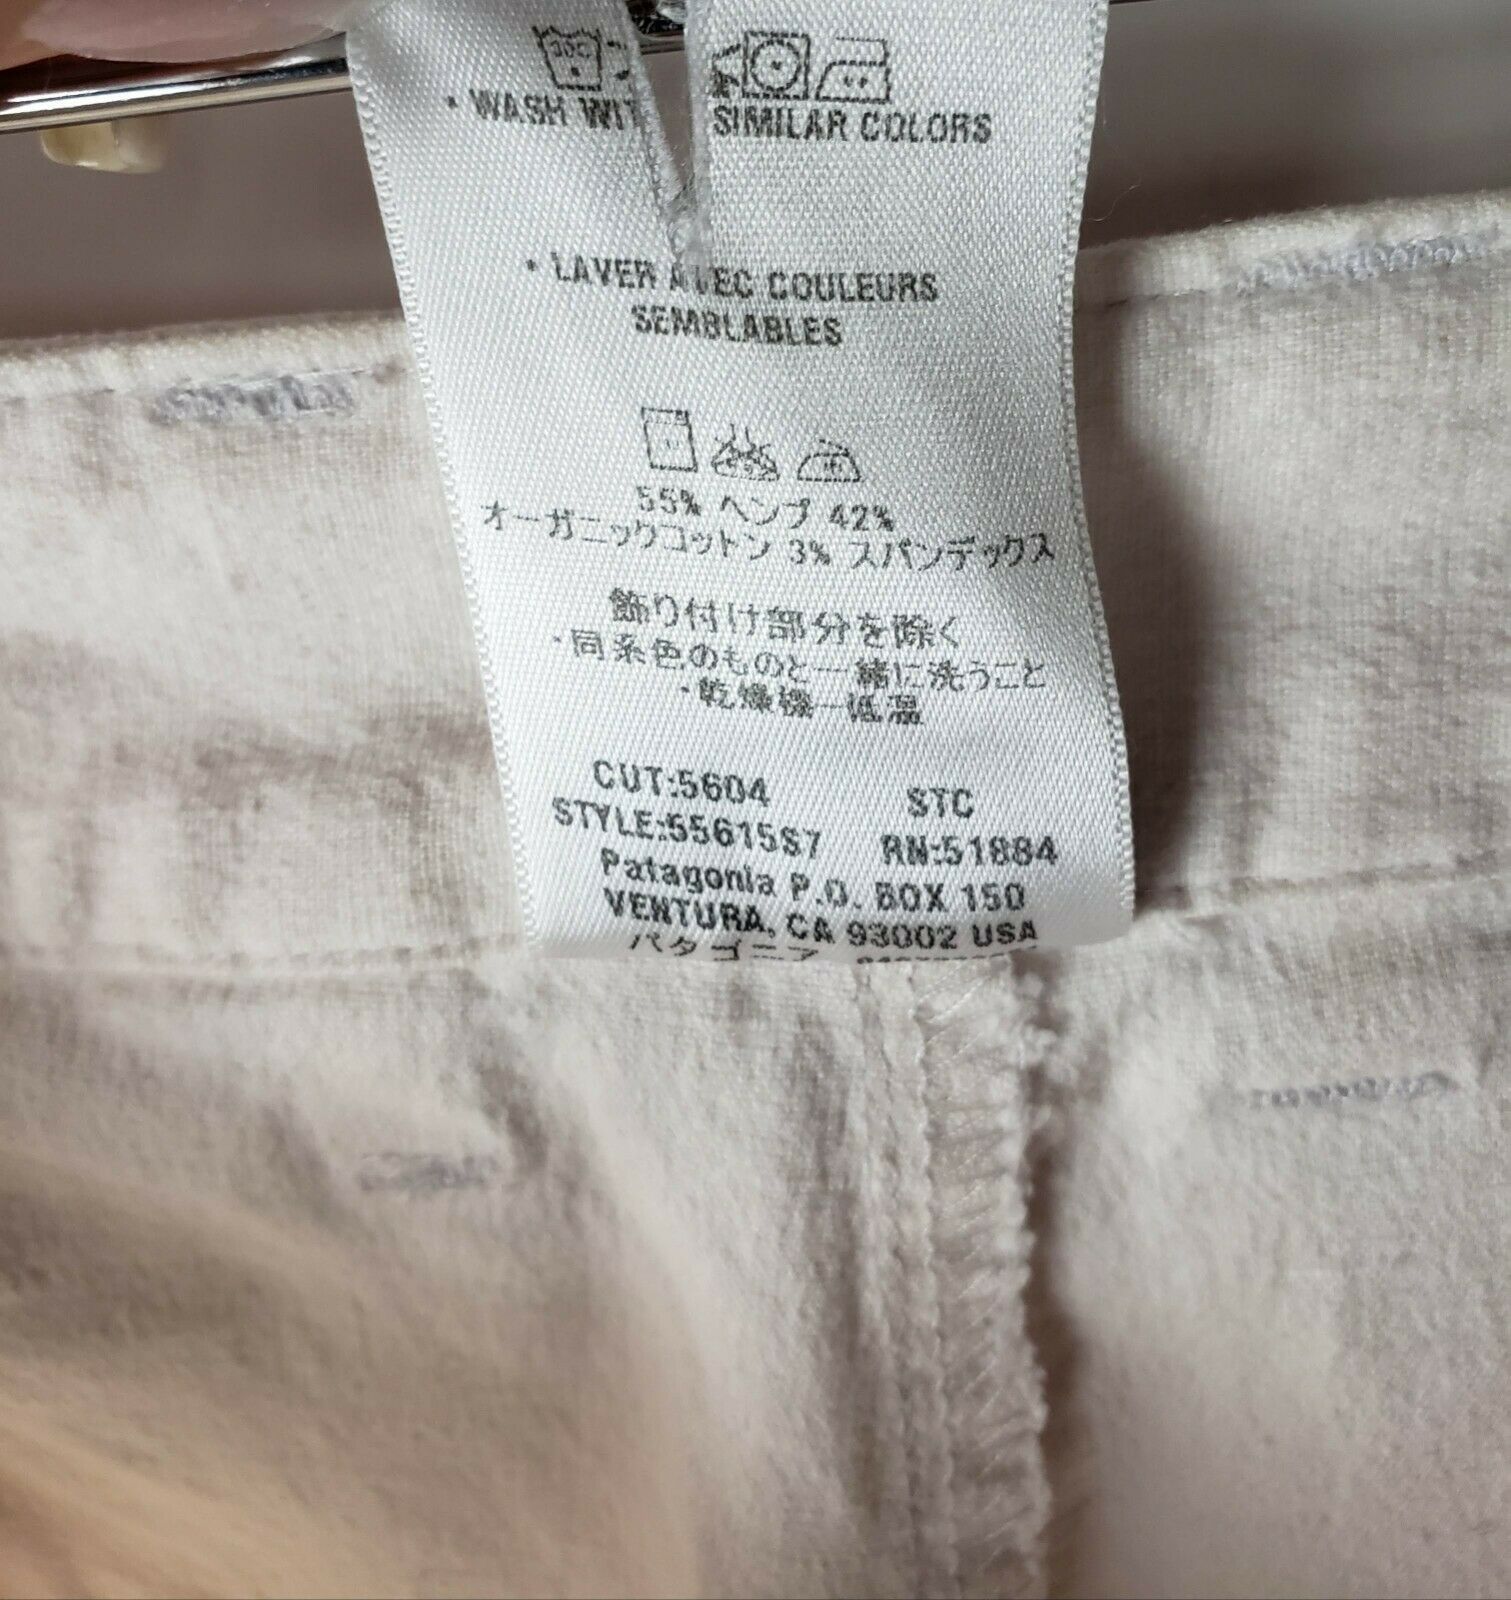 30C
• WASH WITH SIMILAR COLORS
• LAVER AVEC COULEURS
SEMBLABLES
55% ヘンプ 42%
オーガニックコットン 3% スパンデックス
飾り付け部分を除く
・同系色のものと一緒に洗うこと
・乾燥機ー低温
CUT:5604 STC
STYLE:55615S7 RN:51884
Patagonia P.O. BOX 150
VENTURA, CA 93002 USA
パタゴニア